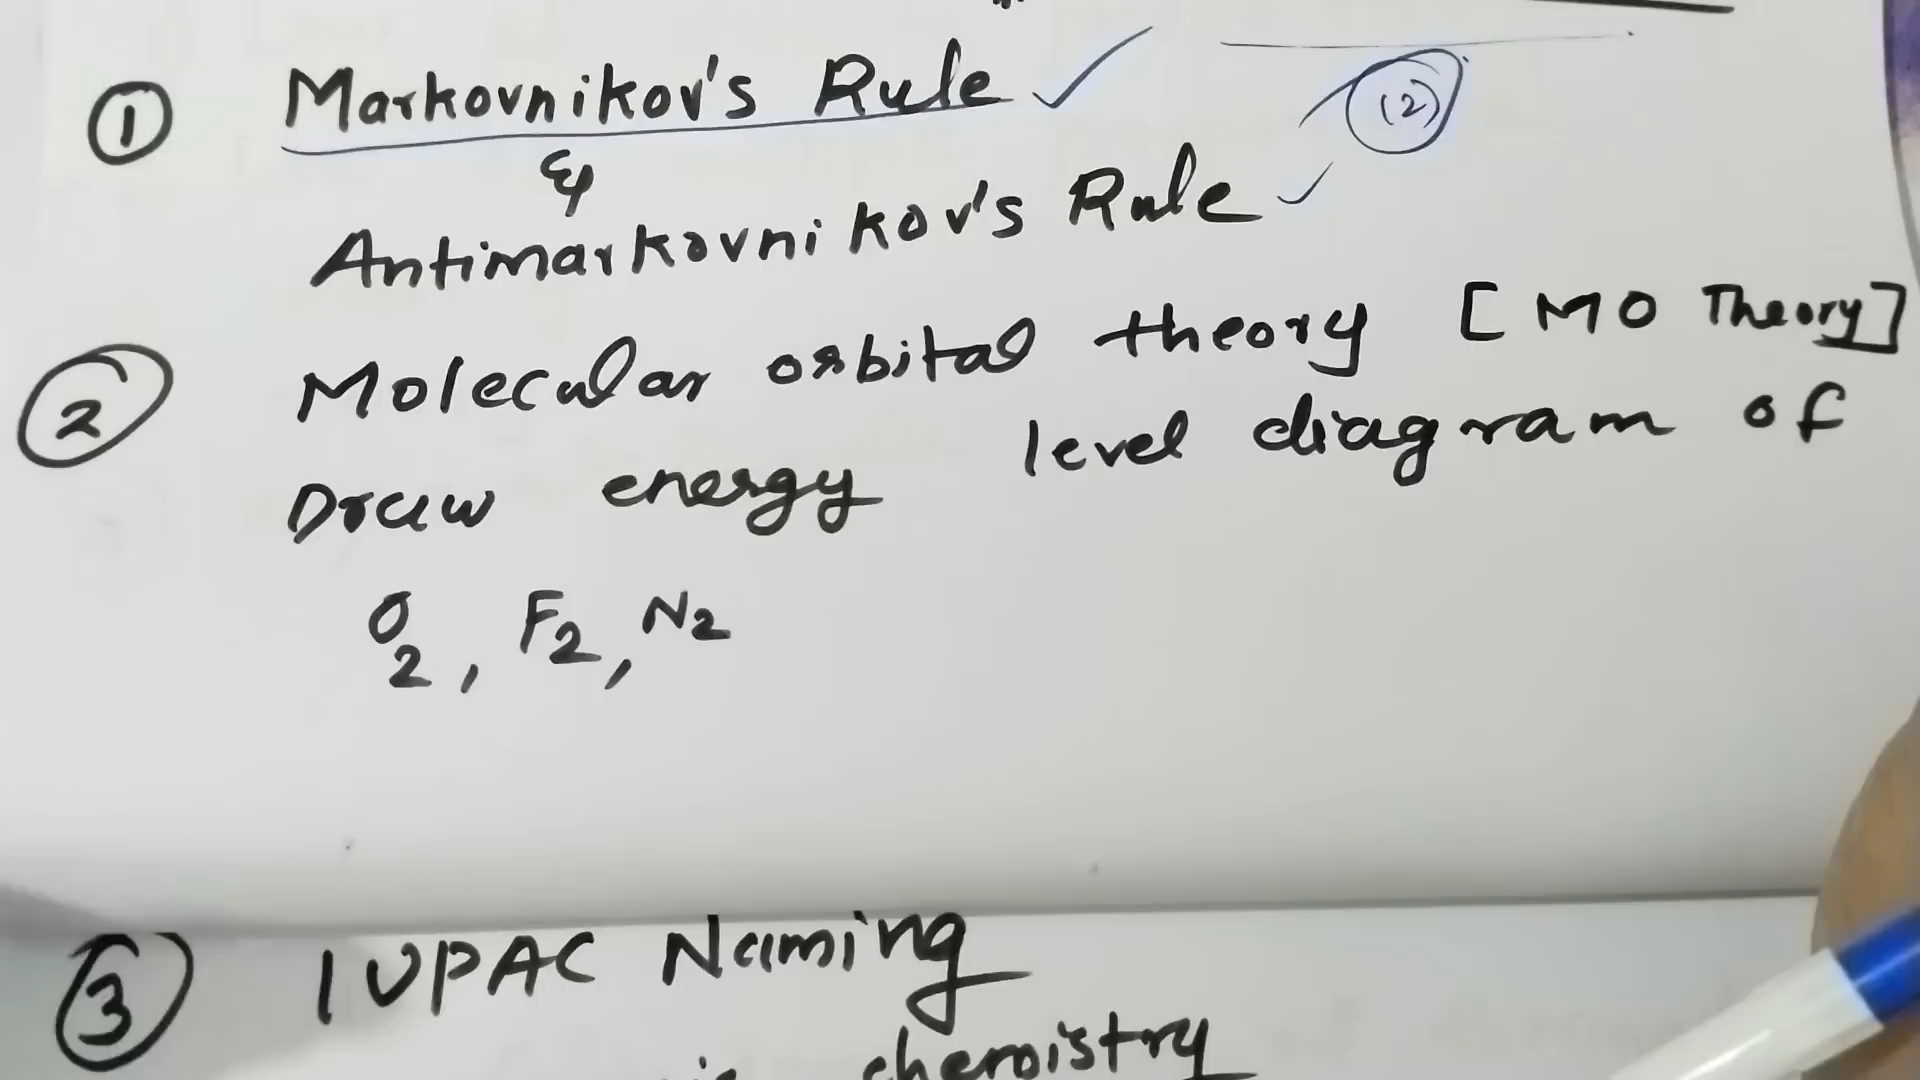 ① Markovnikov's Rule ✓ (2)
&
Antimarkovnikov's Rule ✓
② Molecular orbital theory [MO Theory]
Draw energy level diagram of
O2, F2, N2
③ IUPAC Naming
chemistry